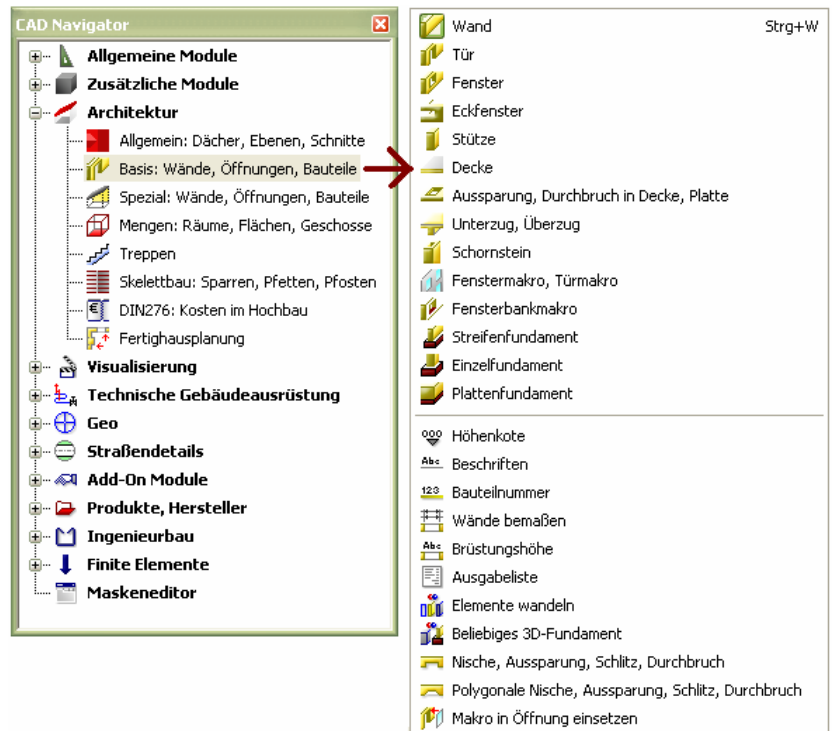 CAD Navigator
Allgemeine Module
Zusätzliche Module
Architektur
Allgemein: Dächer, Ebenen, Schnitte
Basis: Wände, Öffnungen, Bauteile
Spezial: Wände, Öffnungen, Bauteile
Mengen: Räume, Flächen, Geschosse
Treppen
Skelettbau: Sparren, Pfetten, Pfosten
DIN276: Kosten im Hochbau
Fertighausplanung
Visualisierung
Technische Gebäudeausrüstung
Geo
Straßendetails
Add-On Module
Produkte, Hersteller
Ingenieurbau
Finite Elemente
Maskeneditor
Wand Strg+W
Tür
Fenster
Eckfenster
Stütze
Decke
Aussparung, Durchbruch in Decke, Platte
Unterzug, Überzug
Schornstein
Fenstermakro, Türmakro
Fensterbankmakro
Streifenfundament
Einzelfundament
Plattenfundament
000 Höhenkote
Abc Beschriften
123 Bauteilnummer
Wände bemaßen
Abc Brüstungshöhe
Ausgabeliste
Elemente wandeln
Beliebiges 3D-Fundament
Nische, Aussparung, Schlitz, Durchbruch
Polygonale Nische, Aussparung, Schlitz, Durchbruch
Makro in Öffnung einsetzen